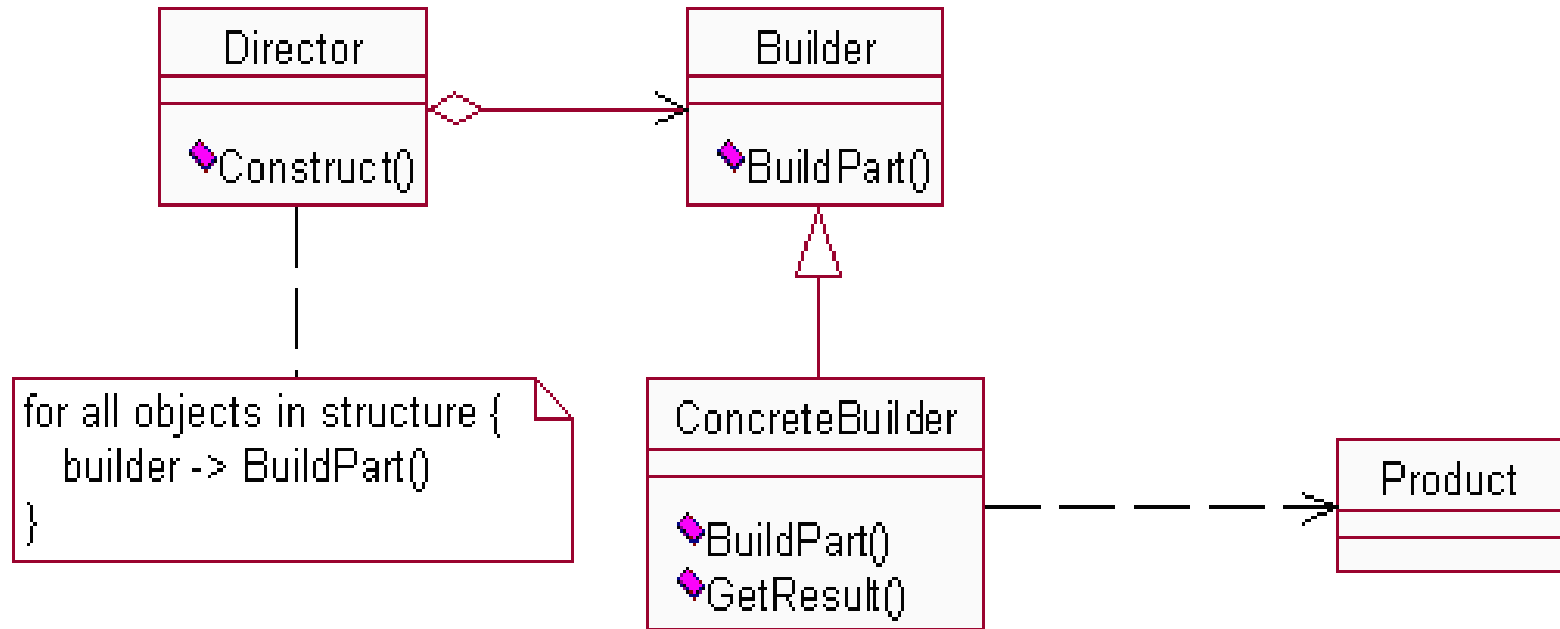 Director
Construct()
Builder
BuildPart()
for all objects in structure {
builder -> BuildPart()
}
ConcreteBuilder
BuildPart()
GetResult()
Product